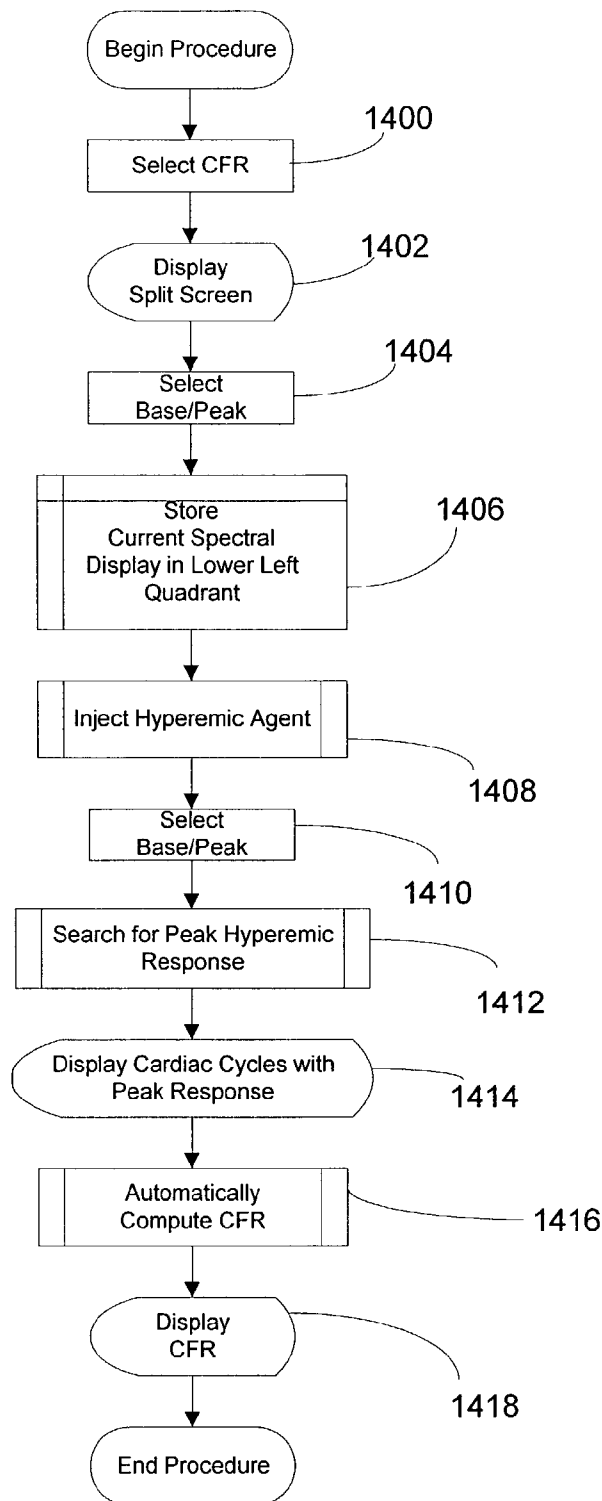 Begin Procedure
1400
Select CFR
1402
Display
Split Screen
1404
Select
Base/Peak
1406
Store
Current Spectral
Display in Lower Left
Quadrant
Inject Hyperemic Agent
1408
Select
Base/Peak
1410
Search for Peak Hyperemic
Response
1412
Display Cardiac Cycles with
Peak Response
1414
Automatically
Compute CFR
1416
Display
CFR
1418
End Procedure